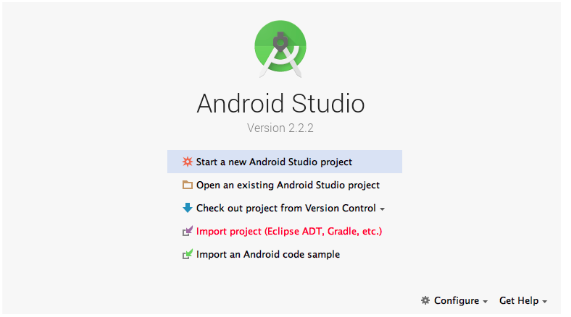 Android Studio
Version 2.2.2
Start a new Android Studio project
Open an existing Android Studio project
Check out project from Version Control
Import project (Eclipse ADT, Gradle, etc.)
Import an Android code sample
Configure Get Help